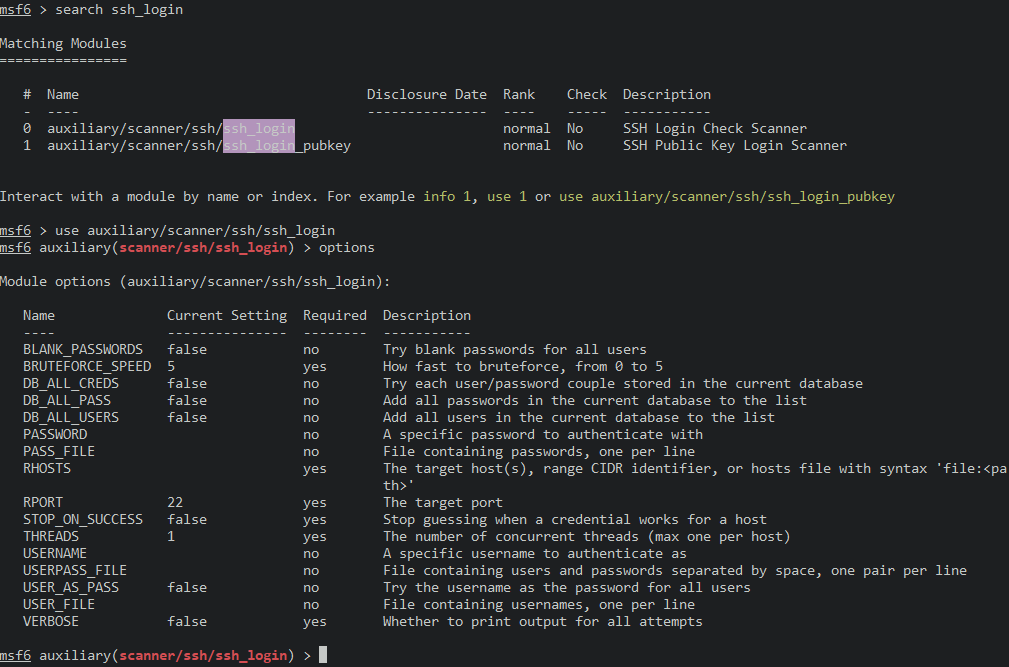 msf6 > search ssh_login
Matching Modules
================
#  Name                                    Disclosure Date  Rank    Check  Description
-  ----                                    ---------------  ----    -----  -----------
0  auxiliary/scanner/ssh/ssh_login                          normal  No     SSH Login Check Scanner
1  auxiliary/scanner/ssh/ssh_login_pubkey                   normal  No     SSH Public Key Login Scanner
Interact with a module by name or index. For example info 1, use 1 or use auxiliary/scanner/ssh/ssh_login_pubkey
msf6 > use auxiliary/scanner/ssh/ssh_login
msf6 auxiliary(scanner/ssh/ssh_login) > options
Module options (auxiliary/scanner/ssh/ssh_login):
Name              Current Setting  Required  Description
----              ---------------  --------  -----------
BLANK_PASSWORDS   false            no        Try blank passwords for all users
BRUTEFORCE_SPEED  5                yes       How fast to bruteforce, from 0 to 5
DB_ALL_CREDS      false            no        Try each user/password couple stored in the current database
DB_ALL_PASS       false            no        Add all passwords in the current database to the list
DB_ALL_USERS      false            no        Add all users in the current database to the list
PASSWORD                           no        A specific password to authenticate with
PASS_FILE                          no        File containing passwords, one per line
RHOSTS                             yes       The target host(s), range CIDR identifier, or hosts file with syntax 'file:<pa
th>'
RPORT             22               yes       The target port
STOP_ON_SUCCESS   false            yes       Stop guessing when a credential works for a host
THREADS           1                yes       The number of concurrent threads (max one per host)
USERNAME                           no        A specific username to authenticate as
USERPASS_FILE                      no        File containing users and passwords separated by space, one pair per line
USER_AS_PASS      false            no        Try the username as the password for all users
USER_FILE                          no        File containing usernames, one per line
VERBOSE           false            yes       Whether to print output for all attempts
msf6 auxiliary(scanner/ssh/ssh_login) >